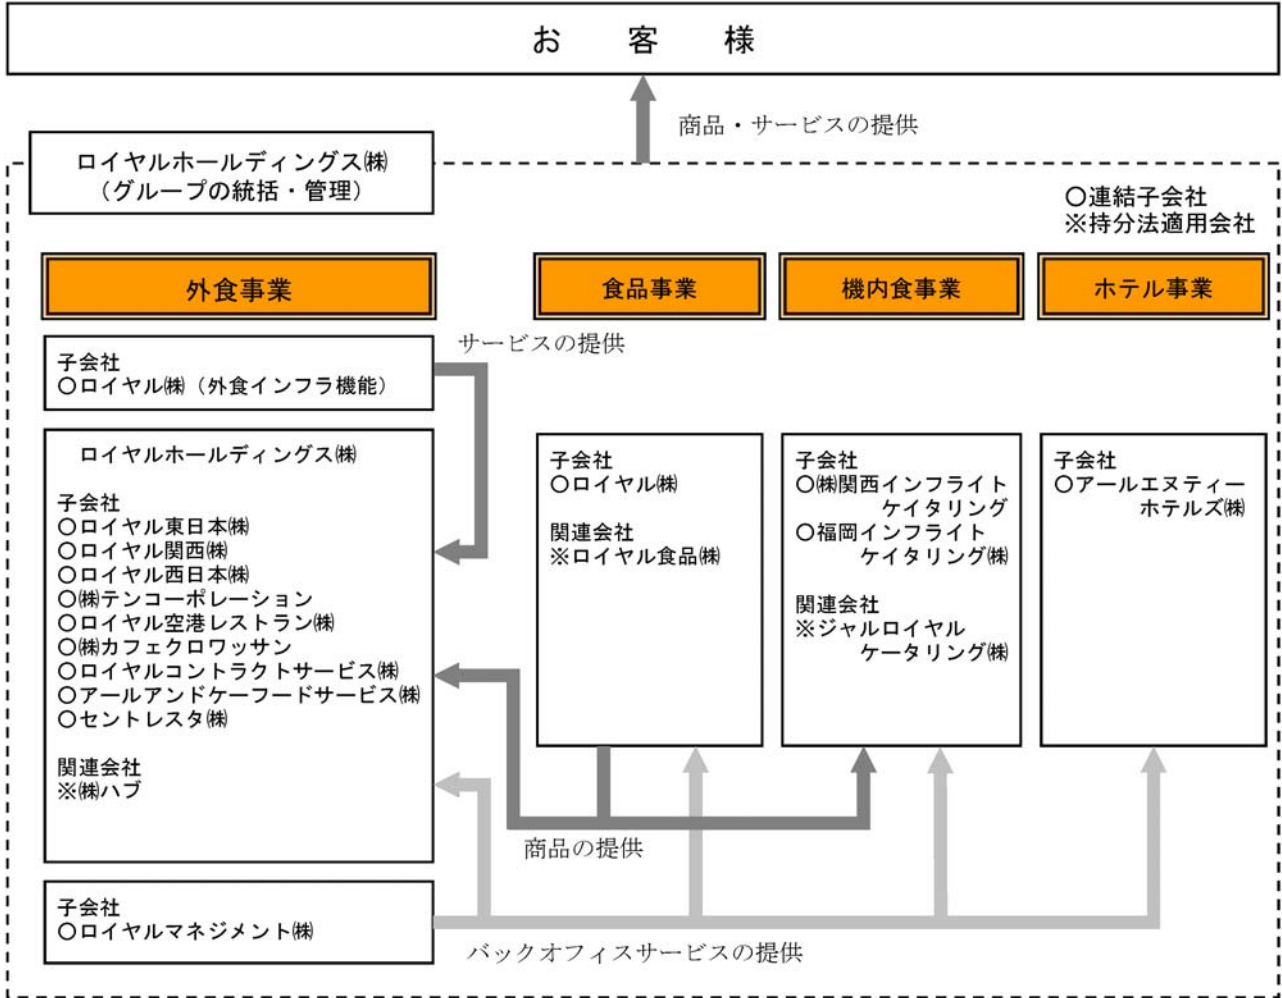 お　客　様
商品・サービスの提供
ロイヤルホールディングス㈱
（グループの統括・管理）
○連結子会社
※持分法適用会社
外食事業
食品事業
機内食事業
ホテル事業
サービスの提供
子会社
○ロイヤル㈱（外食インフラ機能）
ロイヤルホールディングス㈱
子会社
○ロイヤル東日本㈱
○ロイヤル関西㈱
○ロイヤル西日本㈱
○㈱テンコーポレーション
○ロイヤル空港レストラン㈱
○㈱カフェクロワッサン
○ロイヤルコントラクトサービス㈱
○アールアンドケーフードサービス㈱
○セントレスタ㈱
関連会社
※㈱ハブ
子会社
○ロイヤル㈱
関連会社
※ロイヤル食品㈱
子会社
○㈱関西インフライト
ケイタリング
○福岡インフライト
ケイタリング㈱
関連会社
※ジャルロイヤル
ケータリング㈱
子会社
○アールエヌティー
ホテルズ㈱
商品の提供
子会社
○ロイヤルマネジメント㈱
バックオフィスサービスの提供